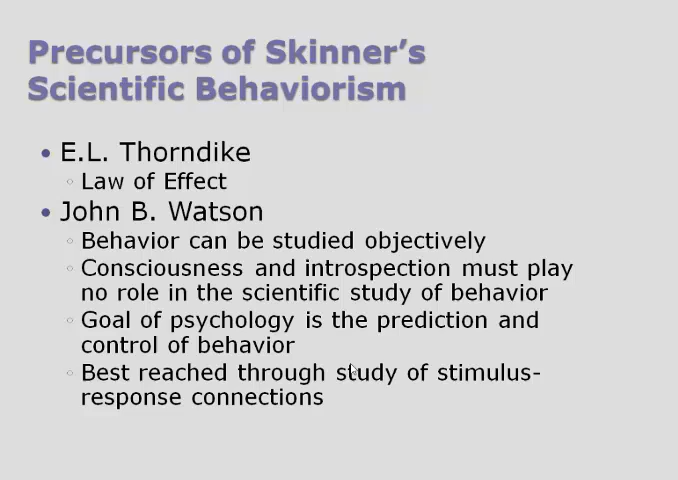 Precursors of Skinner's
Scientific Behaviorism
• E.L. Thorndike
◦ Law of Effect
• John B. Watson
◦ Behavior can be studied objectively
◦ Consciousness and introspection must play
no role in the scientific study of behavior
◦ Goal of psychology is the prediction and
control of behavior
◦ Best reached through study of stimulus-
response connections